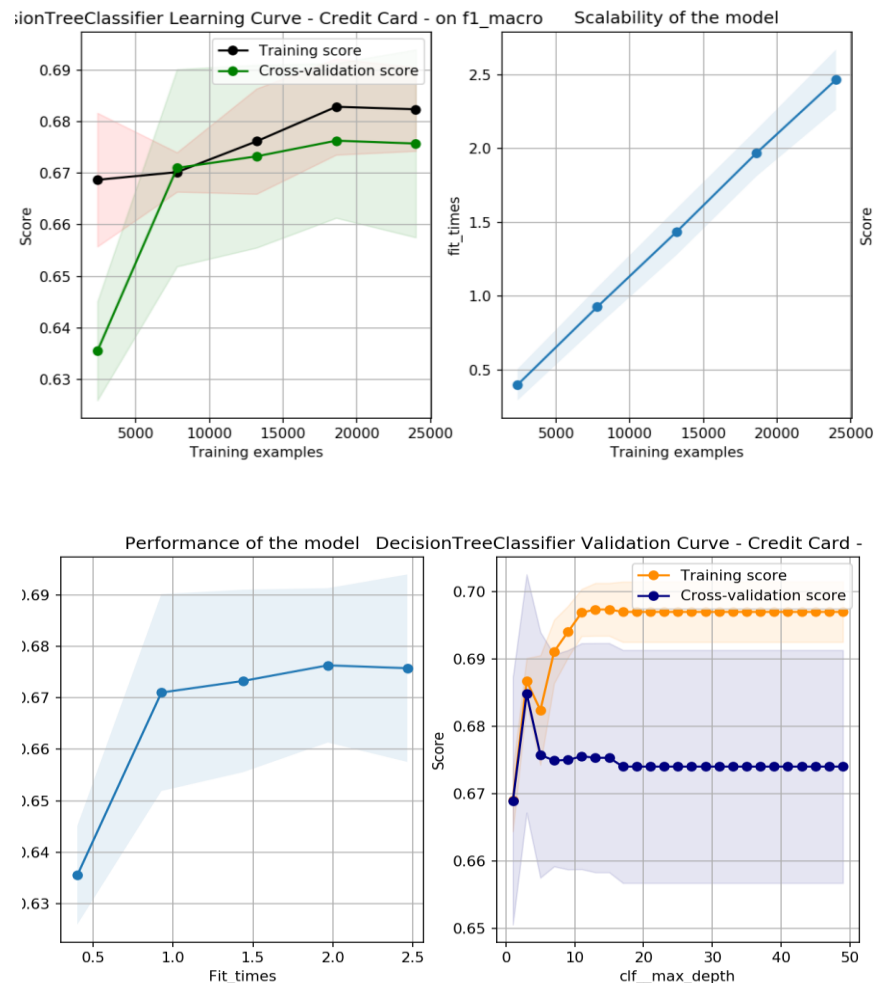 ionTreeClassifier Learning Curve - Credit Card - on f1_macro
Scalability of the model
Training score
Cross-validation score
0.69
0.68
0.67
0.66
0.65
0.64
0.63
Score
5000 10000 15000 20000 25000
Training examples
2.5
2.0
1.5
1.0
0.5
fit_times
5000 10000 15000 20000 25000
Training examples
Score
Performance of the model
DecisionTreeClassifier Validation Curve - Credit Card -
).69
).68
).67
).66
).65
).64
).63
0.5 1.0 1.5 2.0 2.5
Fit_times
Training score
Cross-validation score
0.70
0.69
0.68
0.67
0.66
0.65
Score
0 10 20 30 40 50
clf__max_depth